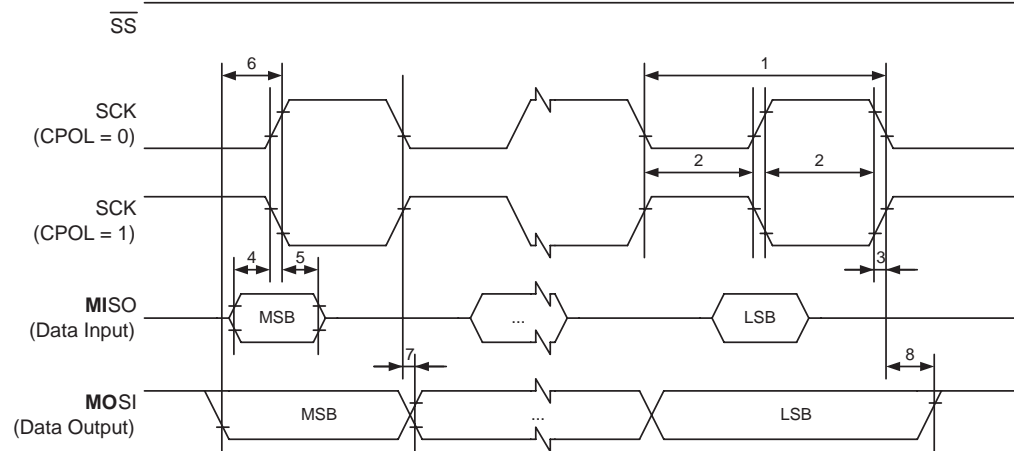 SS
6
1
SCK
(CPOL = 0)
2
2
SCK
(CPOL = 1)
4
5
3
MISO
(Data Input)
MSB
...
LSB
7
8
MOSI
(Data Output)
MSB
...
LSB